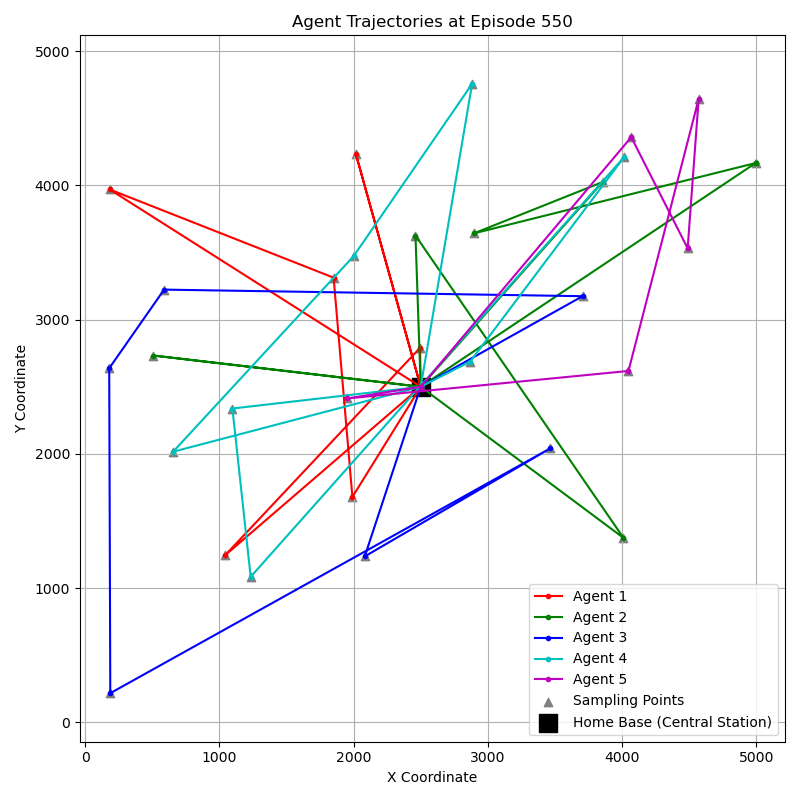 Agent Trajectories at Episode 550
Y Coordinate
5000
4000
3000
2000
1000
0
0 1000 2000 3000 4000 5000
X Coordinate
Agent 1
Agent 2
Agent 3
Agent 4
Agent 5
Sampling Points
Home Base (Central Station)